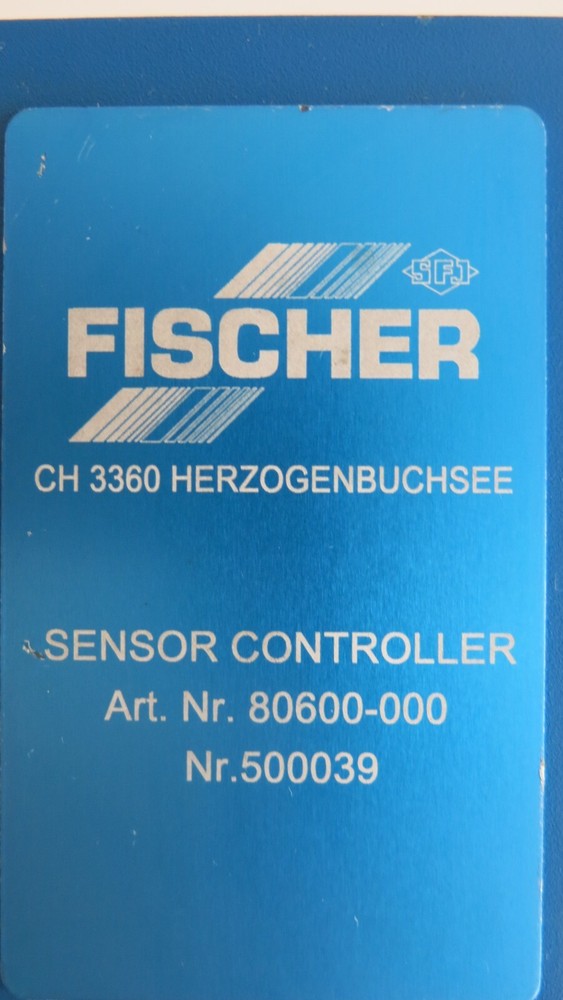 SFJ
FISCHER
CH 3360 HERZOGENBUCHSEE
SENSOR CONTROLLER
Art. Nr. 80600-000
Nr.500039